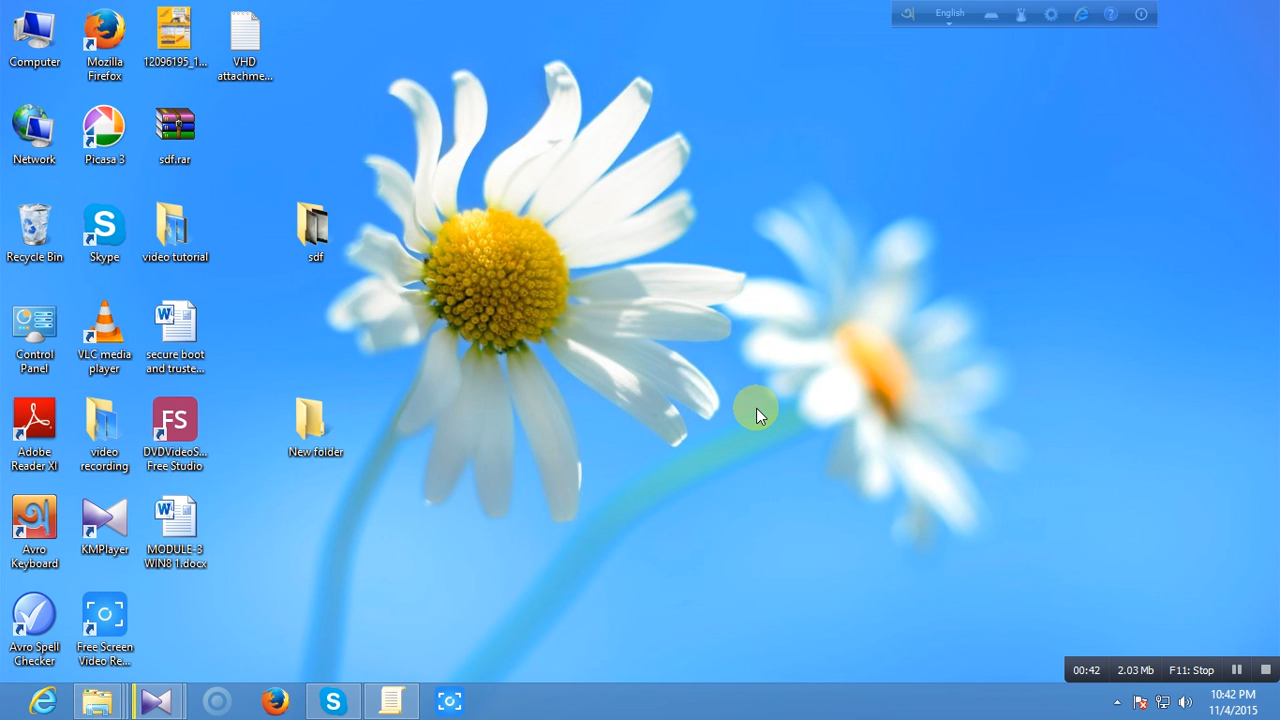 English
Computer
Mozilla
Firefox
12096195_1...
VHD
attachme...
Network
Picasa 3
sdf.rar
Recycle Bin
Skype
video tutorial
sdf
Control
Panel
VLC media
player
secure boot
and truste...
Adobe
Reader XI
video
recording
FS
DVDVideoS...
Free Studio
New folder
Avro
Keyboard
KMPlayer
MODULE-3
WIN8 1.docx
Avro Spell
Checker
Free Screen
Video Re...
00:42 2.03 Mb F11: Stop
10:42 PM
11/4/2015